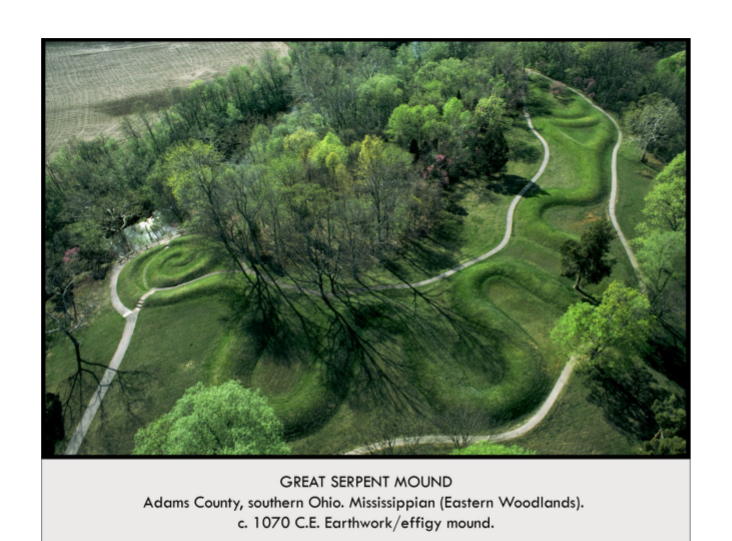 GREAT SERPENT MOUND
Adams County, southern Ohio. Mississippian (Eastern Woodlands).
c. 1070 C.E. Earthwork/effigy mound.